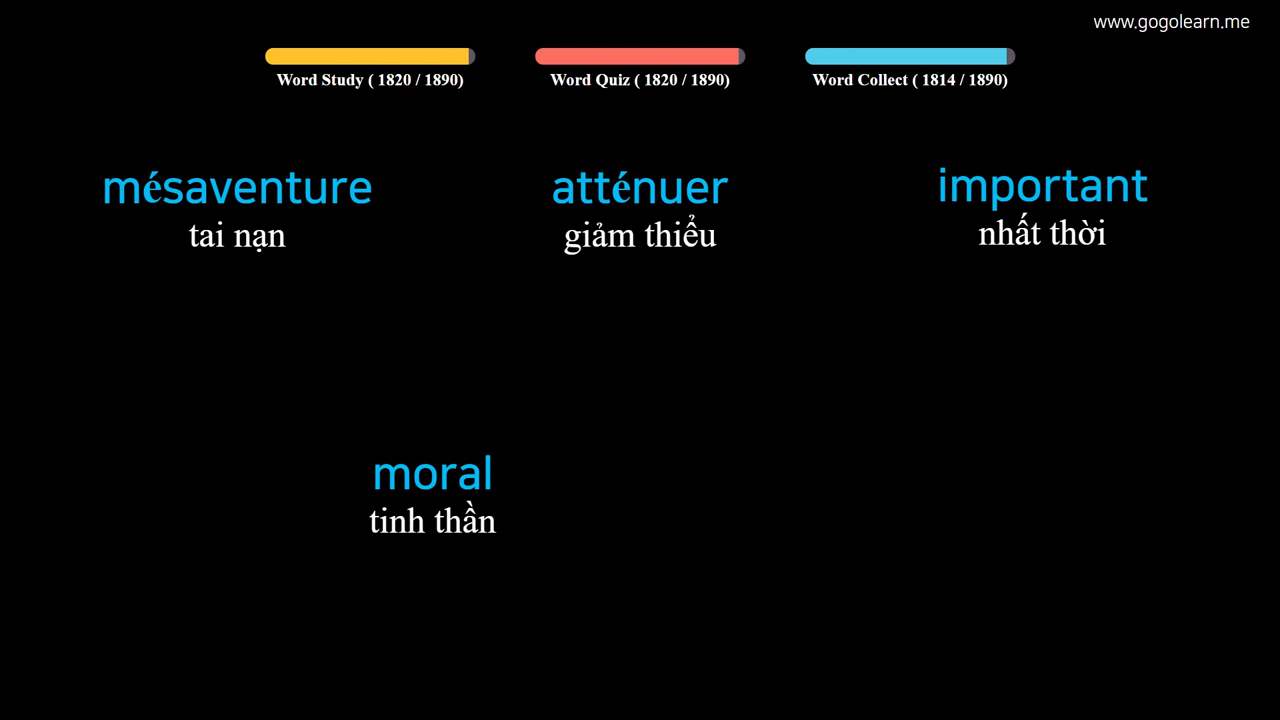 www.gogolearn.me
Word Study ( 1820 / 1890)
Word Quiz ( 1820 / 1890)
Word Collect ( 1814 / 1890)
mésaventure
tai nạn
atténuer
giảm thiểu
important
nhất thời
moral
tinh thần